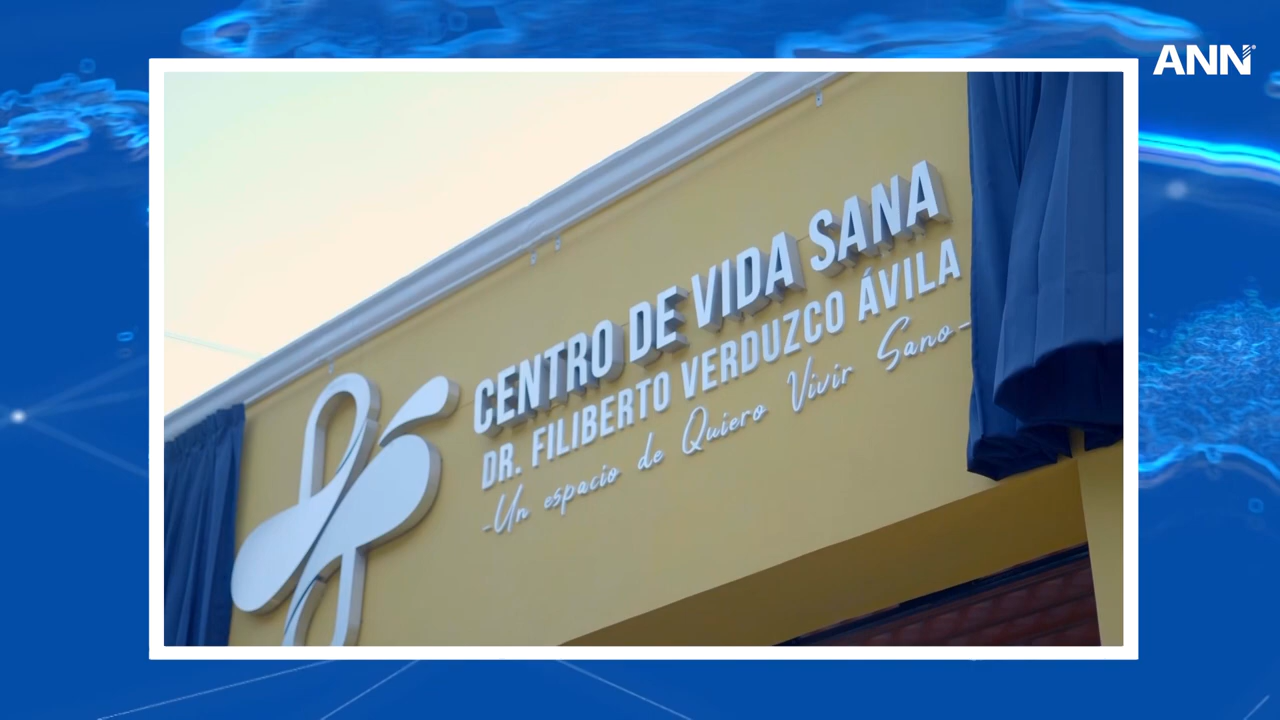 ANN
CENTRO DE VIDA SANA
DR. FILIBERTO VERDUZCO ÁVILA
-Un espacio de Quiero Vivir Sano-